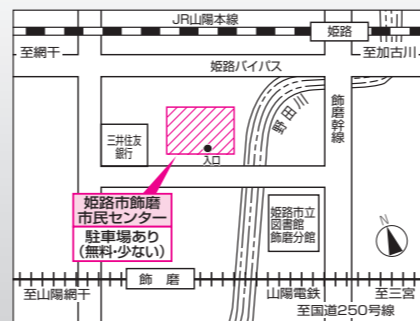 JR山陽本線
姫路
至網干
至加古川
姫路バイパス
野田川
飾磨幹線
三井住友
銀行
入口
姫路市飾磨
市民センター
駐車場あり
(無料・少ない)
姫路市立
図書館
飾磨分館
N
飾磨
至山陽網干
山陽電鉄
至三宮
至国道250号線